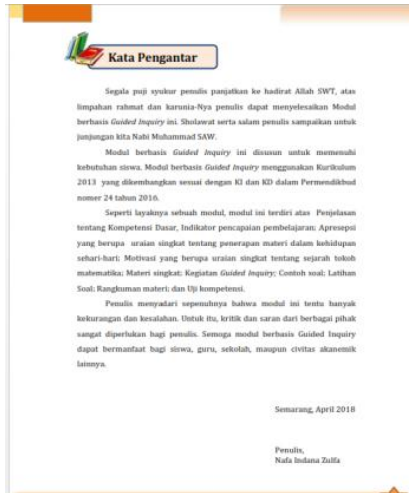 Kata Pengantar
Segala puji syukur penulis panjatkan ke hadirat Allah SWT, atas
limpahan rahmat dan karunia-Nya penulis dapat menyelesaikan Modul
berbasis Guided Inquiry ini. Sholawat serta salam penulis sampaikan untuk
junjungan kita Nabi Muhammad SAW.
Modul berbasis Guided Inquiry ini disusun untuk memenuhi
kebutuhan siswa. Modul berbasis Guided Inquiry menggunakan Kurikulum
2013 yang dikembangkan sesuai dengan KI dan KD dalam Permendikbud
nomer 24 tahun 2016.
Seperti layaknya sebuah modul, modul ini terdiri atas Penjelasan
tentang Kompetensi Dasar, Indikator pencapaian pembelajaran; Apresepsi
yang berupa uraian singkat tentang penerapan materi dalam kehidupan
sehari-hari; Motivasi yang berupa uraian singkat tentang sejarah tokoh
matematika; Materi singkat; Kegiatan Guided Inquiry; Contoh soal; Latihan
Soal; Rangkuman materi; dan Uji kompetensi.
Penulis menyadari sepenuhnya bahwa modul ini tentu banyak
kekurangan dan kesalahan. Untuk itu, kritik dan saran dari berbagai pihak
sangat diperlukan bagi penulis. Semoga modul berbasis Guided Inquiry
dapat bermanfaat bagi siswa, guru, sekolah, maupun civitas akanemik
lainnya.
Semarang, April 2018
Penulis,
Nafa Indana Zulfa